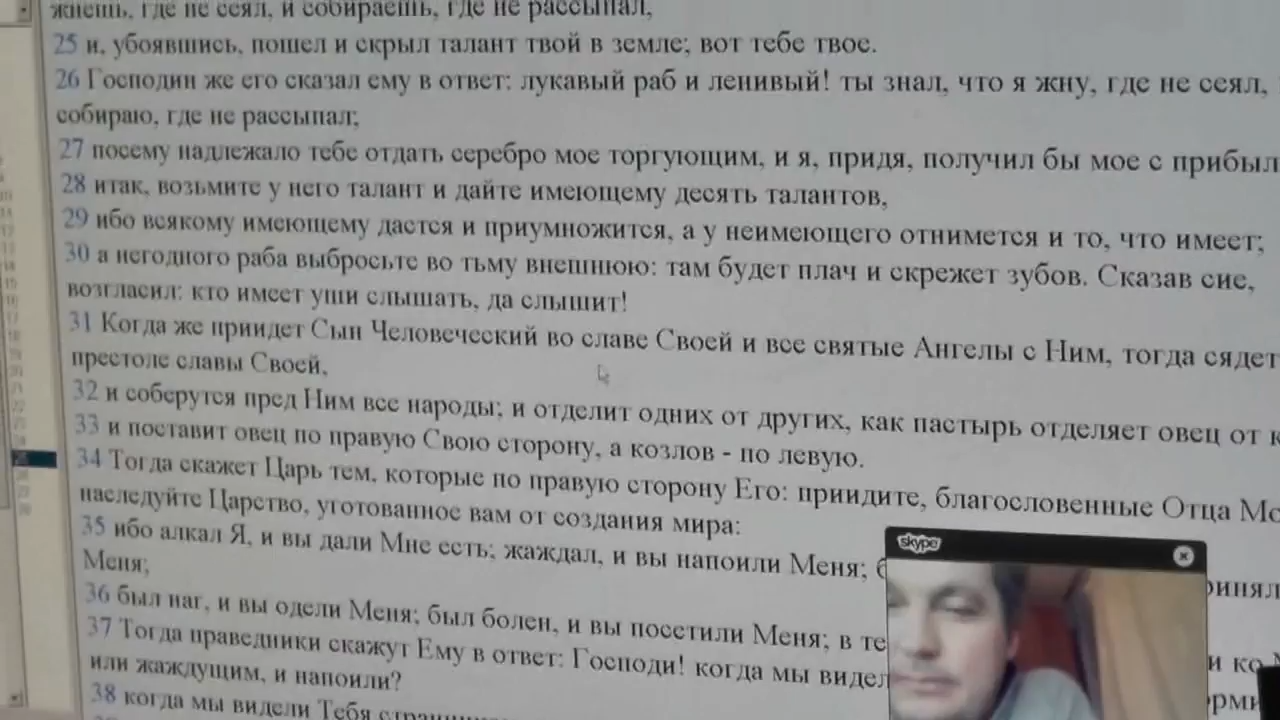 жнешь, где не сеял, и собираешь, где не рассыпал,
25 и, убоявшись, пошел и скрыл талант твой в земле; вот тебе твое.
26 Господин же его сказал ему в ответ: лукавый раб и ленивый! ты знал, что я жну, где не сеял,
собираю, где не рассыпал;
27 посему надлежало тебе отдать серебро мое торгующим, и я, придя, получил бы мое с прибыл
28 итак, возьмите у него талант и дайте имеющему десять талантов,
29 ибо всякому имеющему дастся и приумножится, а у неимеющего отнимется и то, что имеет;
30 а негодного раба выбросьте во тьму внешнюю: там будет плач и скрежет зубов. Сказав сие,
возгласил: кто имеет уши слышать, да слышит!
31 Когда же приидет Сын Человеческий во славе Своей и все святые Ангелы с Ним, тогда сядет
престоле славы Своей,
32 и соберутся пред Ним все народы; и отделит одних от других, как пастырь отделяет овец от к
33 и поставит овец по правую Свою сторону, а козлов - по левую.
34 Тогда скажет Царь тем, которые по правую сторону Его: приидите, благословенные Отца Мо
наследуйте Царство, уготованное вам от создания мира:
35 ибо алкал Я, и вы дали Мне есть; жаждал, и вы напоили Меня; б ринял
Меня;
36 был наг, и вы одели Меня; был болен, и вы посетили Меня; в те и ко М
37 Тогда праведники скажут Ему в ответ: Господи! когда мы видел орми
или жаждущим, и напоили?
38 когда мы видели Тебя
skype